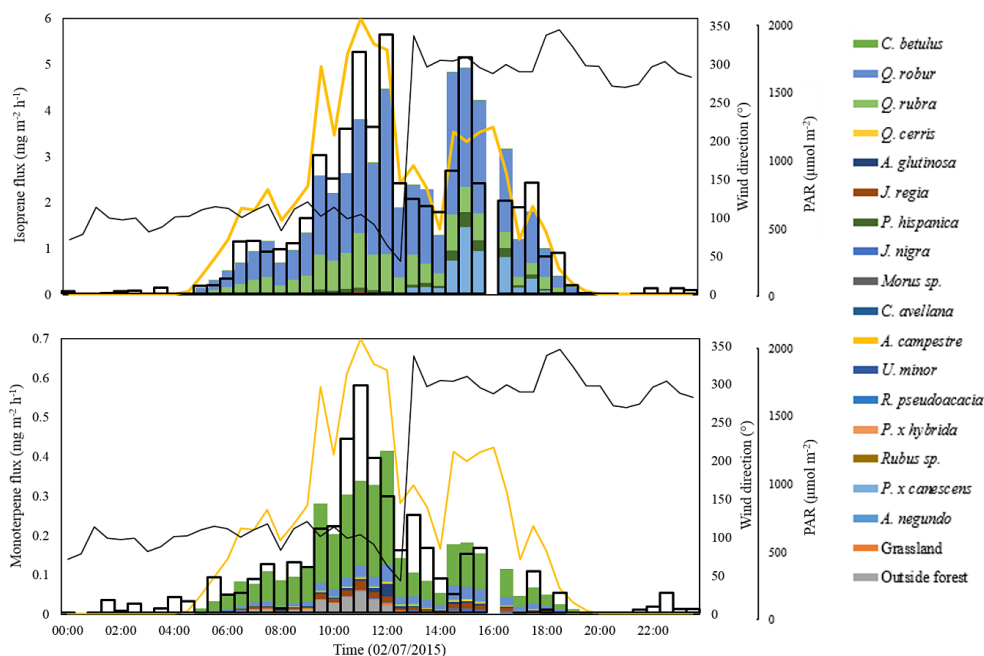 Isoprene flux (mg m-2 h-1)
6
5
4
3
2
1
0
350
300
250
200
150
100
50
0
Wind direction (°)
2000
1500
1000
500
0
PAR (µmol m-2)
Monoterpene flux (mg m-2 h-1)
0.7
0.6
0.5
0.4
0.3
0.2
0.1
0
350
300
250
200
150
100
50
0
Wind direction (°)
2000
1500
1000
500
0
PAR (µmol m-2)
00:00 02:00 04:00 06:00 08:00 10:00 12:00 14:00 16:00 18:00 20:00 22:00
Time (02/07/2015)
C. betulus
Q. robur
Q. rubra
Q. cerris
A. glutinosa
J. regia
P. hispanica
J. nigra
Morus sp.
C. avellana
A. campestre
U. minor
R. pseudoacacia
P. x hybrida
Rubus sp.
P. x canescens
A. negundo
Grassland
Outside forest